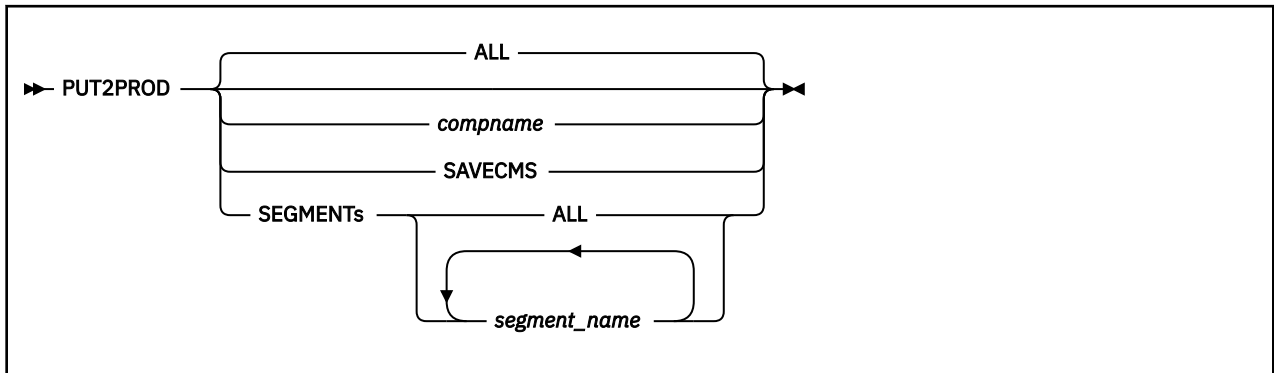 ALL
PUT2PROD
compname
SAVECMS
SEGMENTs ALL
segment_name